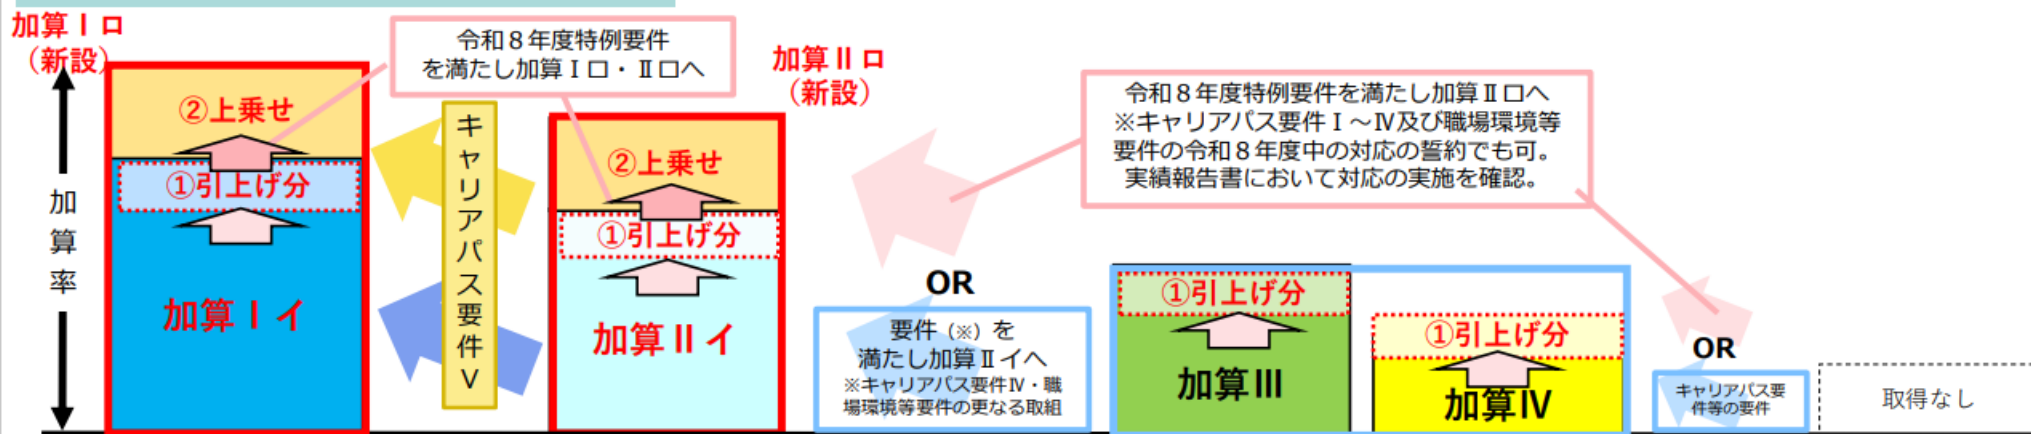 加算Ⅰロ
（新設）
加算率
②上乗せ
①引上げ分
加算Ⅰイ
令和８年度特例要件
を満たし加算Ⅰロ・Ⅱロへ
キャリアパス要件Ⅴ
加算Ⅱロ
（新設）
②上乗せ
①引上げ分
加算Ⅱイ
OR
要件（※）を
満たし加算Ⅱイへ
※キャリアパス要件Ⅳ・職
場環境等要件の更なる取組
令和８年度特例要件を満たし加算Ⅱロへ
※キャリアパス要件Ⅰ～Ⅳ及び職場環境等
要件の令和８年度中の対応の誓約でも可。
実績報告書において対応の実施を確認。
①引上げ分
加算Ⅲ
①引上げ分
加算Ⅳ
OR
キャリアパス要
件等の要件
取得なし